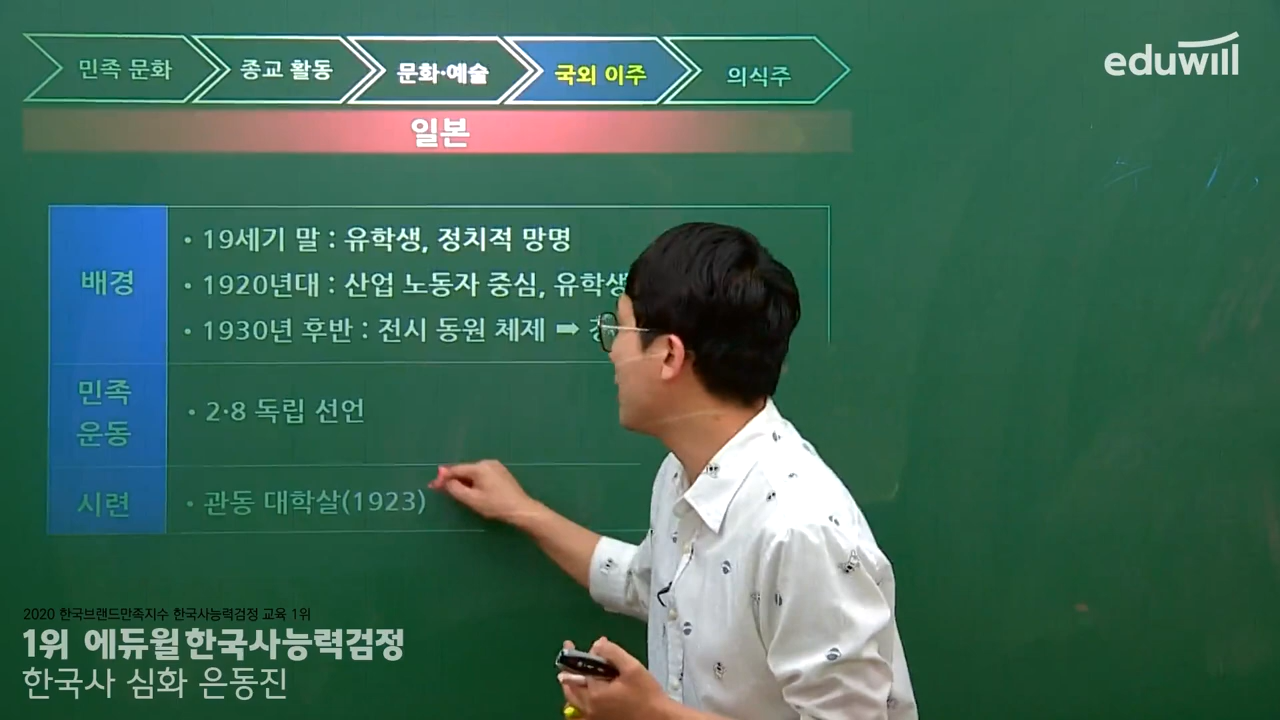 민족 문화
종교 활동
문화·예술
국외 이주
의식주
eduwill
일본
배경
• 19세기 말 : 유학생, 정치적 망명
• 1920년대 : 산업 노동자 중심, 유학생
• 1930년 후반 : 전시 동원 체제 ➡
민족
운동
• 2·8 독립 선언
시련
• 관동 대학살(1923)
2020 한국브랜드만족지수 한국사능력검정 교육 1위
1위 에듀윌 한국사능력검정
한국사 심화 은동진